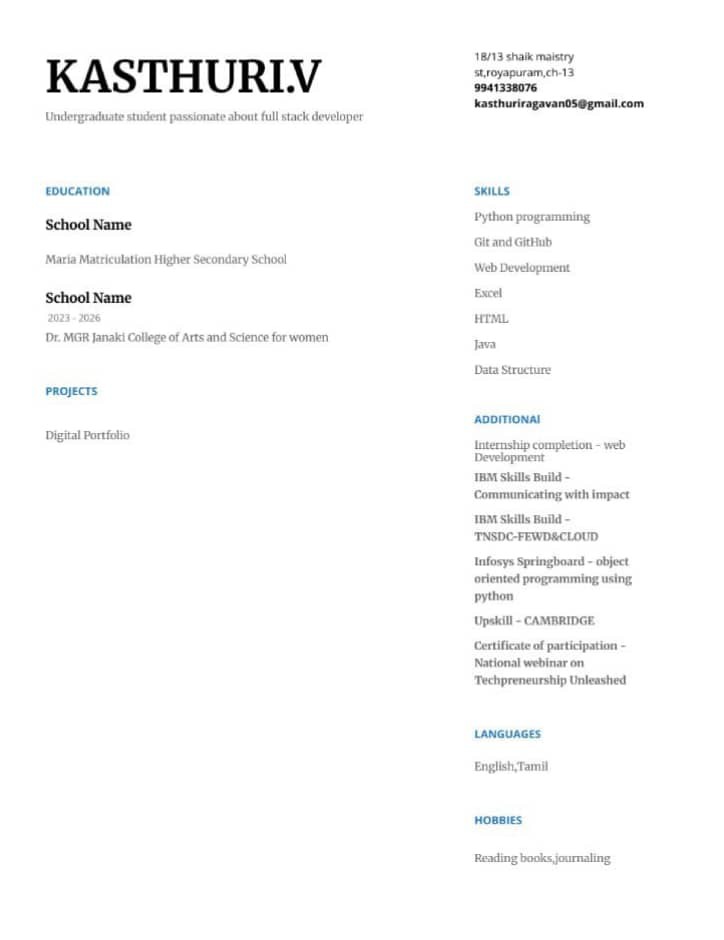 KASTHURI.V
Undergraduate student passionate about full stack developer
18/13 shaik maistry
st,royapuram,ch-13
9941338076
kasthuriragavan05@gmail.com
EDUCATION
School Name
Maria Matriculation Higher Secondary School
School Name
2023 - 2026
Dr. MGR Janaki College of Arts and Science for women
PROJECTS
Digital Portfolio
SKILLS
Python programming
Git and GitHub
Web Development
Excel
HTML
Java
Data Structure
ADDITIONAl
Internship completion - web
Development
IBM Skills Build -
Communicating with impact
IBM Skills Build -
TNSDC-FEWD&CLOUD
Infosys Springboard - object
oriented programming using
python
Upskill - CAMBRIDGE
Certificate of participation -
National webinar on
Techpreneurship Unleashed
LANGUAGES
English,Tamil
HOBBIES
Reading books,journaling